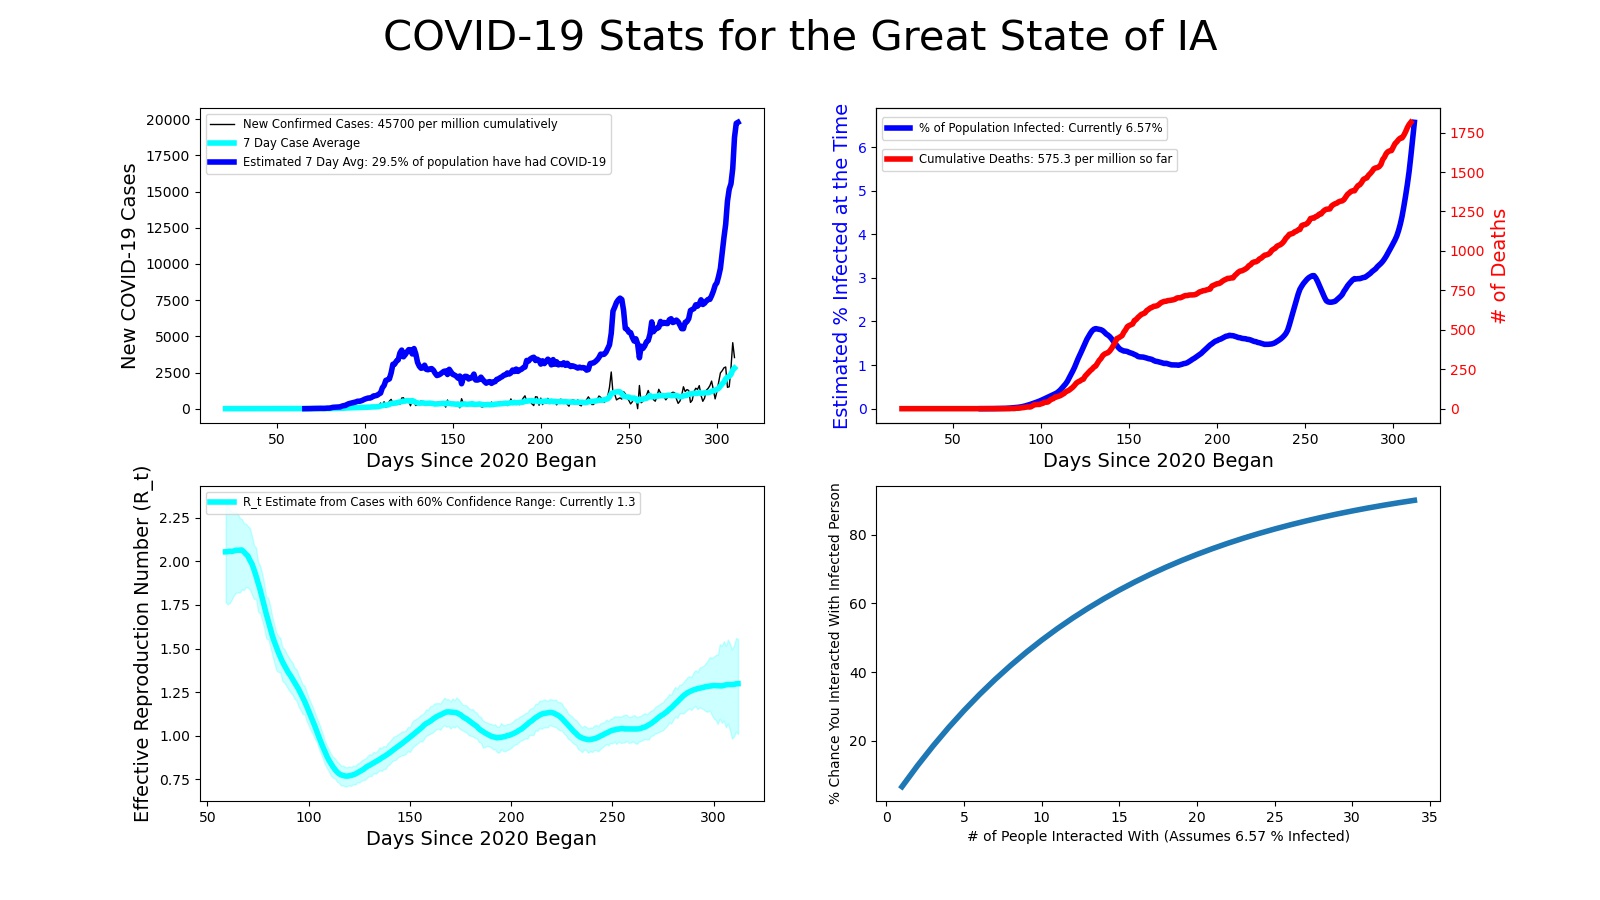 COVID-19 Stats for the Great State of IA
New COVID-19 Cases
20000
17500
15000
12500
10000
7500
5000
2500
0
New Confirmed Cases: 45700 per million cumulatively
7 Day Case Average
Estimated 7 Day Avg: 29.5% of population have had COVID-19
50 100 150 200 250 300
Days Since 2020 Began
Estimated % Infected at the Time
6
5
4
3
2
1
0
% of Population Infected: Currently 6.57%
Cumulative Deaths: 575.3 per million so far
1750
1500
1250
1000
750
500
250
0
# of Deaths
50 100 150 200 250 300
Days Since 2020 Began
Effective Reproduction Number (R_t)
2.25
2.00
1.75
1.50
1.25
1.00
0.75
R_t Estimate from Cases with 60% Confidence Range: Currently 1.3
50 100 150 200 250 300
Days Since 2020 Began
% Chance You Interacted With Infected Person
80
60
40
20
0 5 10 15 20 25 30 35
# of People Interacted With (Assumes 6.57 % Infected)